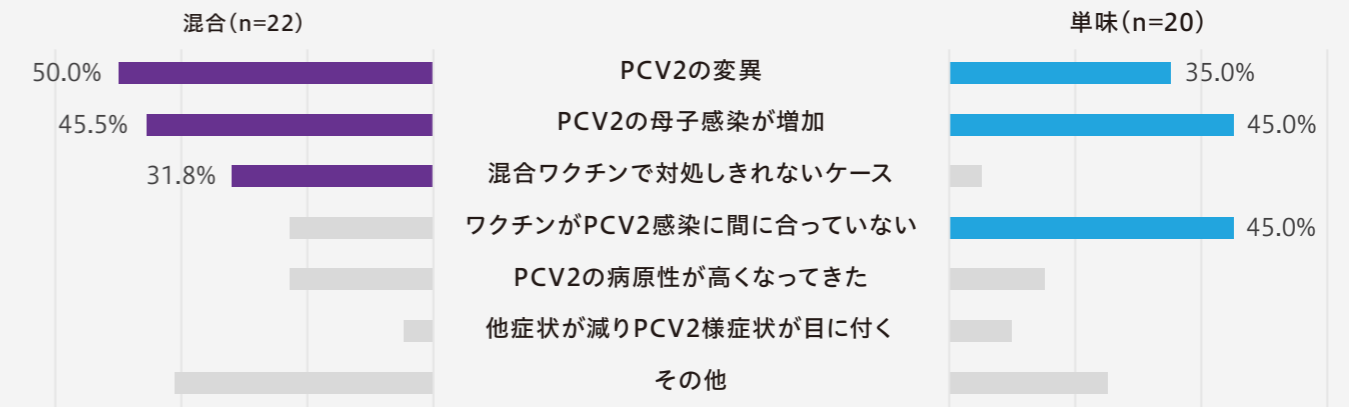 混合（n=22） 単味（n=20）
50.0% PCV2の変異 35.0%
45.5% PCV2の母子感染が増加 45.0%
31.8% 混合ワクチンで対処しきれないケース
ワクチンがPCV2感染に間に合っていない 45.0%
PCV2の病原性が高くなってきた
他症状が減りPCV2様症状が目に付く
その他